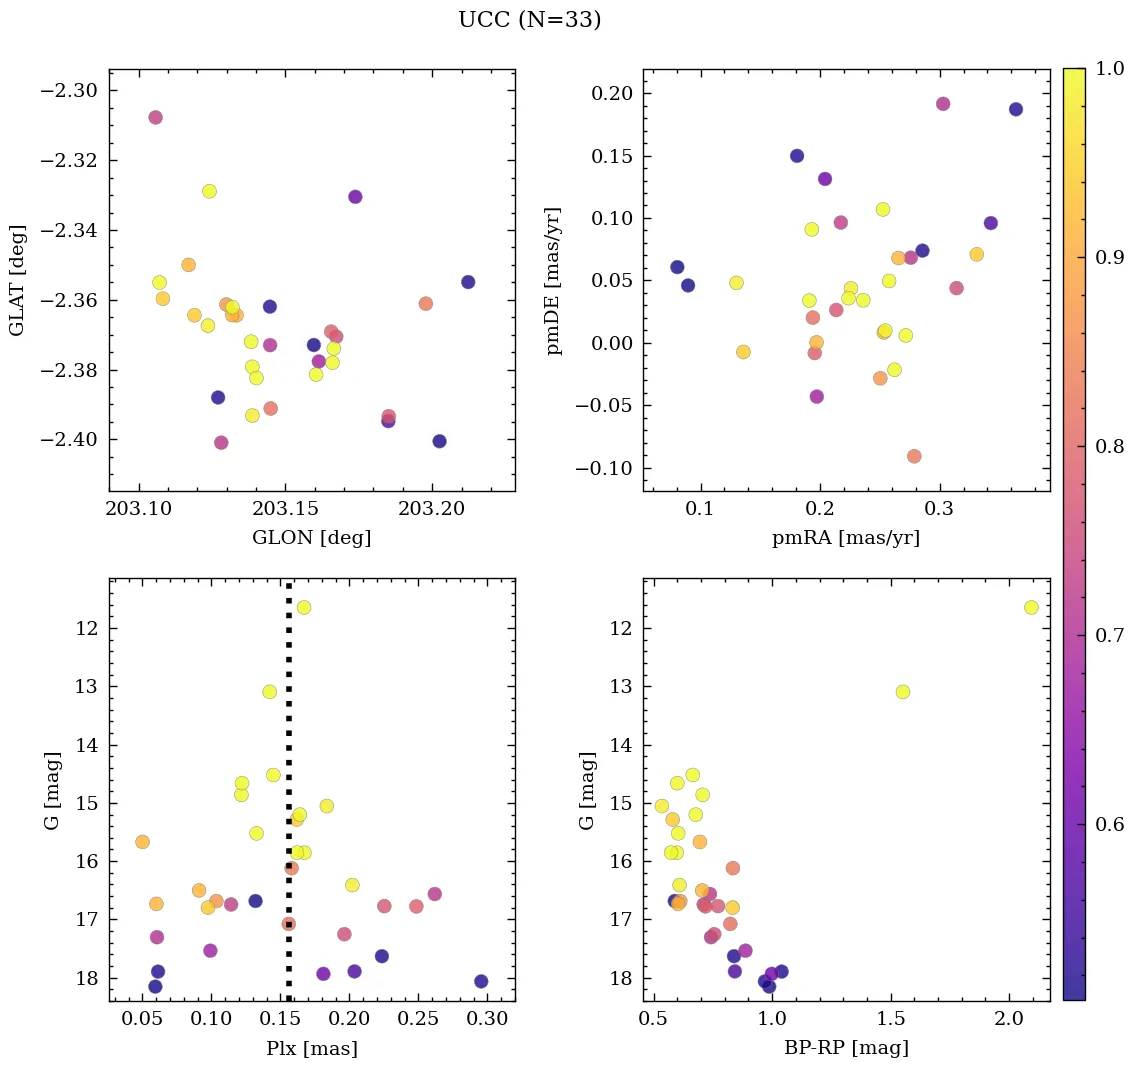 UCC (N=33)
−2.30
−2.32
−2.34
−2.36
−2.38
−2.40
GLAT [deg]
203.10 203.15 203.20
GLON [deg]
0.20
0.15
0.10
0.05
0.00
−0.05
−0.10
pmDE [mas/yr]
0.1 0.2 0.3
pmRA [mas/yr]
1.0
0.9
0.8
0.7
0.6
12
13
14
15
16
17
18
G [mag]
0.05 0.10 0.15 0.20 0.25 0.30
Plx [mas]
12
13
14
15
16
17
18
G [mag]
0.5 1.0 1.5 2.0
BP-RP [mag]